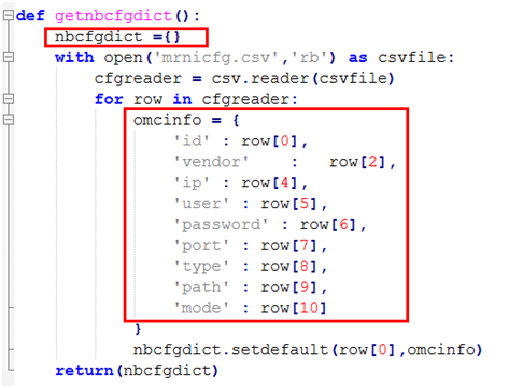 def getnbcfgdict():
    nbcfgdict ={}
    with open('mrnicfg.csv','rb') as csvfile:
        cfgreader = csv.reader(csvfile)
        for row in cfgreader:
            omcinfo = {
                'id' : row[0],
                'vendor'    :   row[2],
                'ip' : row[4],
                'user' : row[5],
                'password' : row[6],
                'port' : row[7],
                'type' : row[8],
                'path' : row[9],
                'mode' : row[10]
            }
            nbcfgdict.setdefault(row[0],omcinfo)
    return(nbcfgdict)